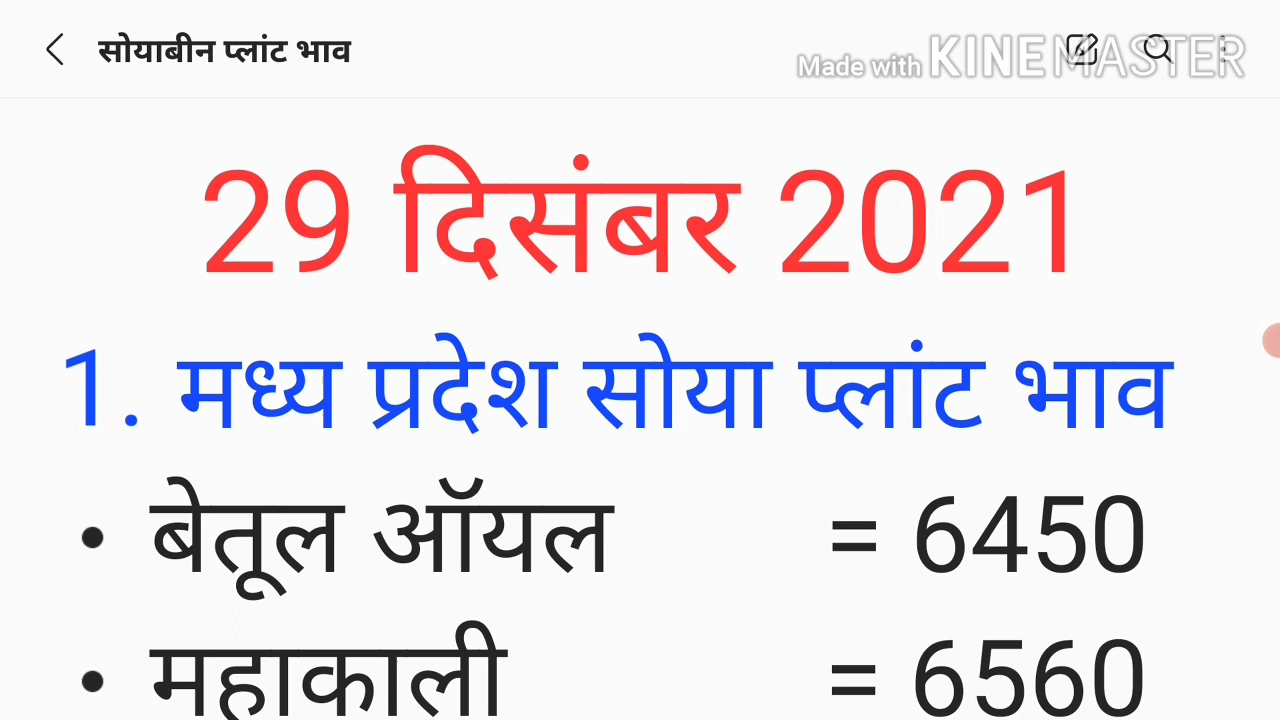 सोयाबीन प्लांट भाव
Made with KINEMASTER
29 दिसंबर 2021
1. मध्य प्रदेश सोया प्लांट भाव
• बेतूल ऑयल = 6450
• महाकाली = 6560